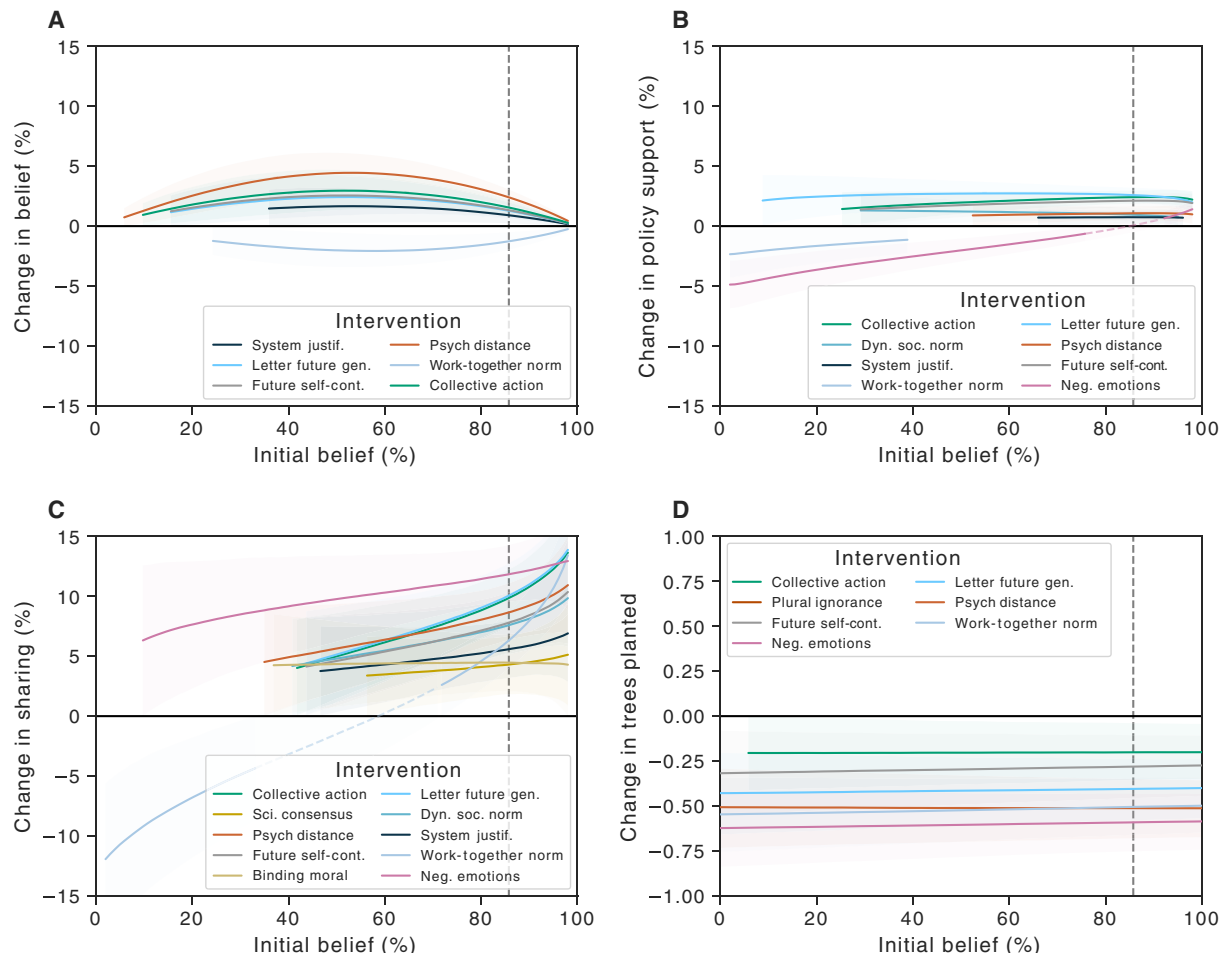 A
15
10
5
0
−5
−10
−15
Change in belief (%)
Intervention
System justif.
Psych distance
Letter future gen.
Work-together norm
Future self-cont.
Collective action
0 20 40 60 80 100
Initial belief (%)
B
15
10
5
0
−5
−10
−15
Change in policy support (%)
Intervention
Collective action
Letter future gen.
Dyn. soc. norm
Psych distance
System justif.
Future self-cont.
Work-together norm
Neg. emotions
0 20 40 60 80 100
Initial belief (%)
C
15
10
5
0
−5
−10
−15
Change in sharing (%)
Intervention
Collective action
Letter future gen.
Sci. consensus
Dyn. soc. norm
Psych distance
System justif.
Future self-cont.
Work-together norm
Binding moral
Neg. emotions
0 20 40 60 80 100
Initial belief (%)
D
1.00
0.75
0.50
0.25
0.00
−0.25
−0.50
−0.75
−1.00
Change in trees planted
Intervention
Collective action
Letter future gen.
Plural ignorance
Psych distance
Future self-cont.
Work-together norm
Neg. emotions
0 20 40 60 80 100
Initial belief (%)